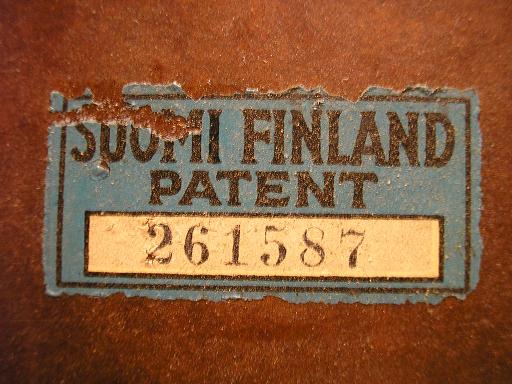 SUOMI FINLAND
PATENT
261587